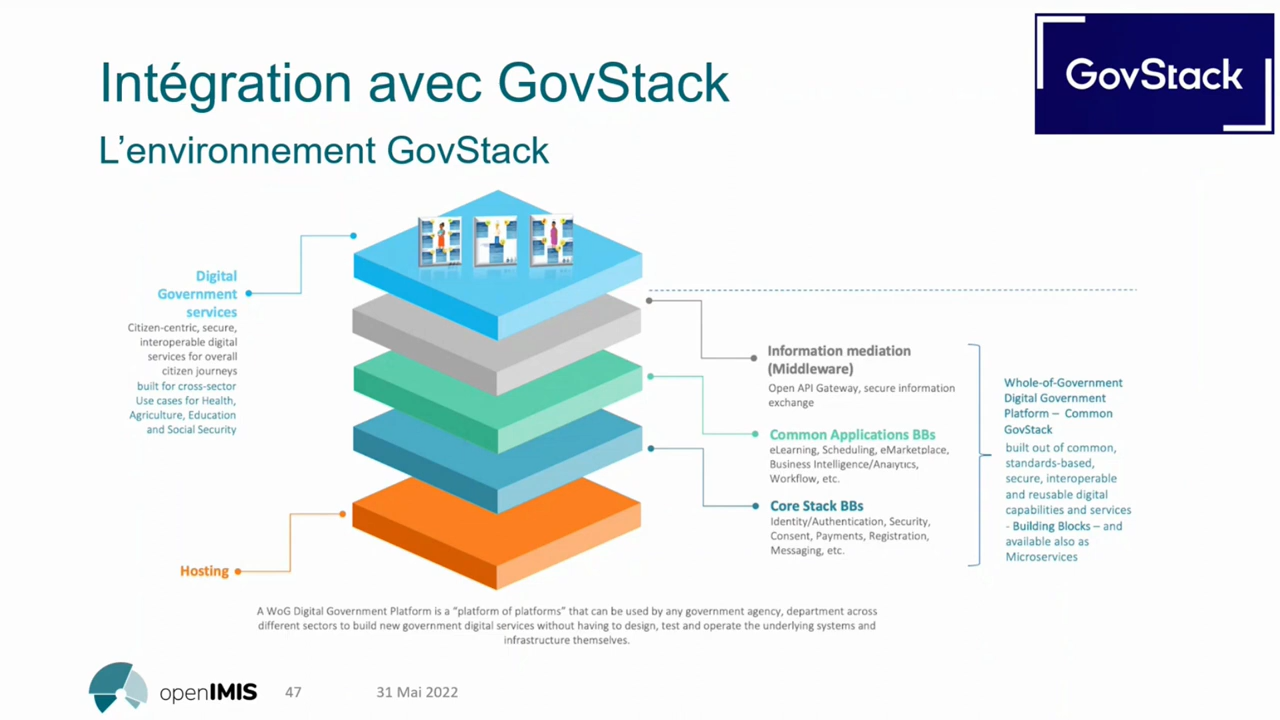 Intégration avec GovStack
L'environnement GovStack
GovStack
Digital
Government
services
Citizen-centric, secure,
interoperable digital
services for overall
citizen journeys
built for cross-sector
Use cases for Health,
Agriculture, Education
and Social Security
Hosting
Information mediation
(Middleware)
Open API Gateway, secure information
exchange
Common Applications BBs
eLearning, Scheduling, eMarketplace,
Business Intelligence/Analytics,
Workflow, etc.
Core Stack BBs
Identity/Authentication, Security,
Consent, Payments, Registration,
Messaging, etc.
Whole-of-Government
Digital Government
Platform – Common
GovStack
built out of common,
standards-based,
secure, interoperable
and reusable digital
capabilities and services
- Building Blocks – and
available also as
Microservices
A WoG Digital Government Platform is a "platform of platforms" that can be used by any government agency, department across
different sectors to build new government digital services without having to design, test and operate the underlying systems and
infrastructure themselves.
openIMIS
47
31 Mai 2022